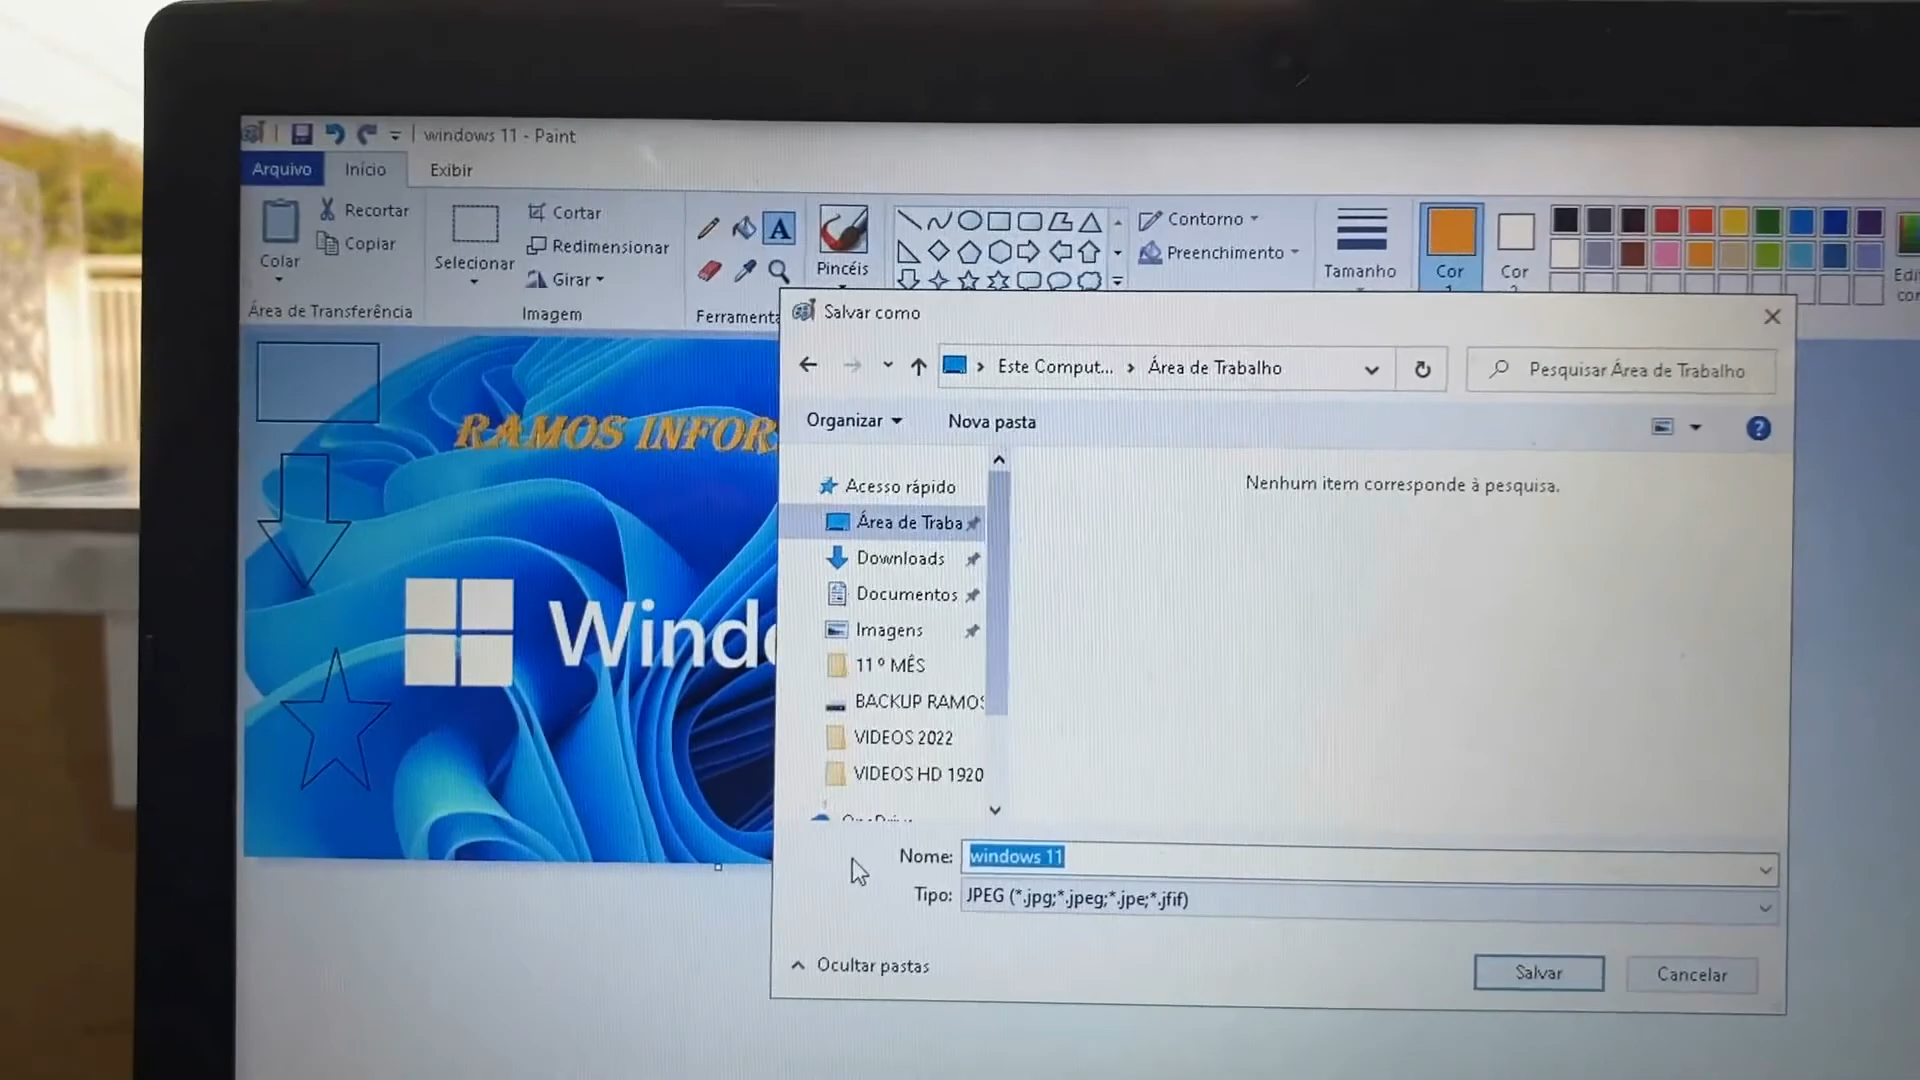 windows 11 - Paint
Arquivo Início Exibir
Colar
Recortar
Copiar
Área de Transferência
Selecionar
Cortar
Redimensionar
Girar
Imagem
A
Pincéis
Contorno
Preenchimento
Tamanho
Cor
Cor
RAMOS INFOR
Salvar como
Este Comput... Área de Trabalho
Pesquisar Área de Trabalho
Organizar Nova pasta
?
Acesso rápido
Área de Traba
Downloads
Documentos
Imagens
11º MÊS
BACKUP RAMOS
VIDEOS 2022
VIDEOS HD 1920
Nenhum item corresponde à pesquisa.
Nome: windows 11
Tipo: JPEG (*.jpg;*.jpeg;*.jpe;*.jfif)
Ocultar pastas
Salvar Cancelar